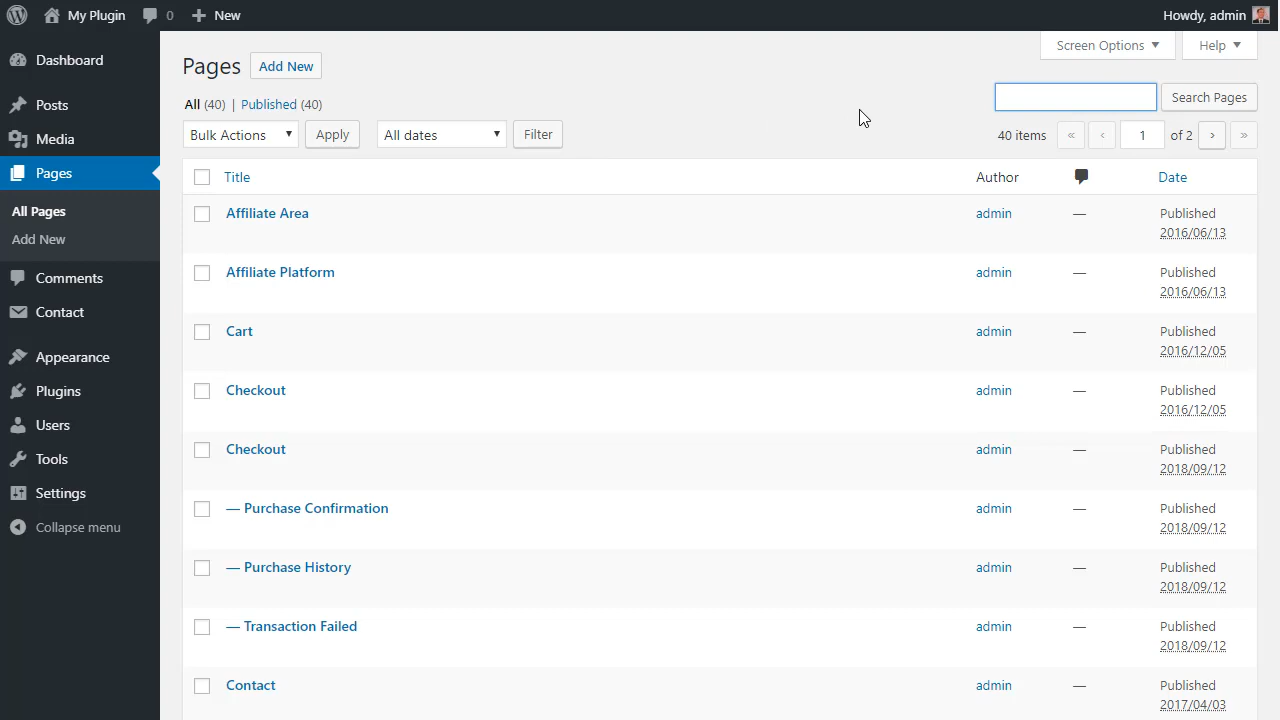 My Plugin 0 New Howdy, admin
Dashboard
Posts
Media
Pages
All Pages
Add New
Comments
Contact
Appearance
Plugins
Users
Tools
Settings
Collapse menu
Screen Options Help
Pages Add New
All (40) | Published (40)
Search Pages
Bulk Actions Apply All dates Filter 40 items « ‹ 1 of 2 › »
Title Author Date
Affiliate Area admin — Published
2016/06/13
Affiliate Platform admin — Published
2016/06/13
Cart admin — Published
2016/12/05
Checkout admin — Published
2016/12/05
Checkout admin — Published
2018/09/12
— Purchase Confirmation admin — Published
2018/09/12
— Purchase History admin — Published
2018/09/12
— Transaction Failed admin — Published
2018/09/12
Contact admin — Published
2017/04/03